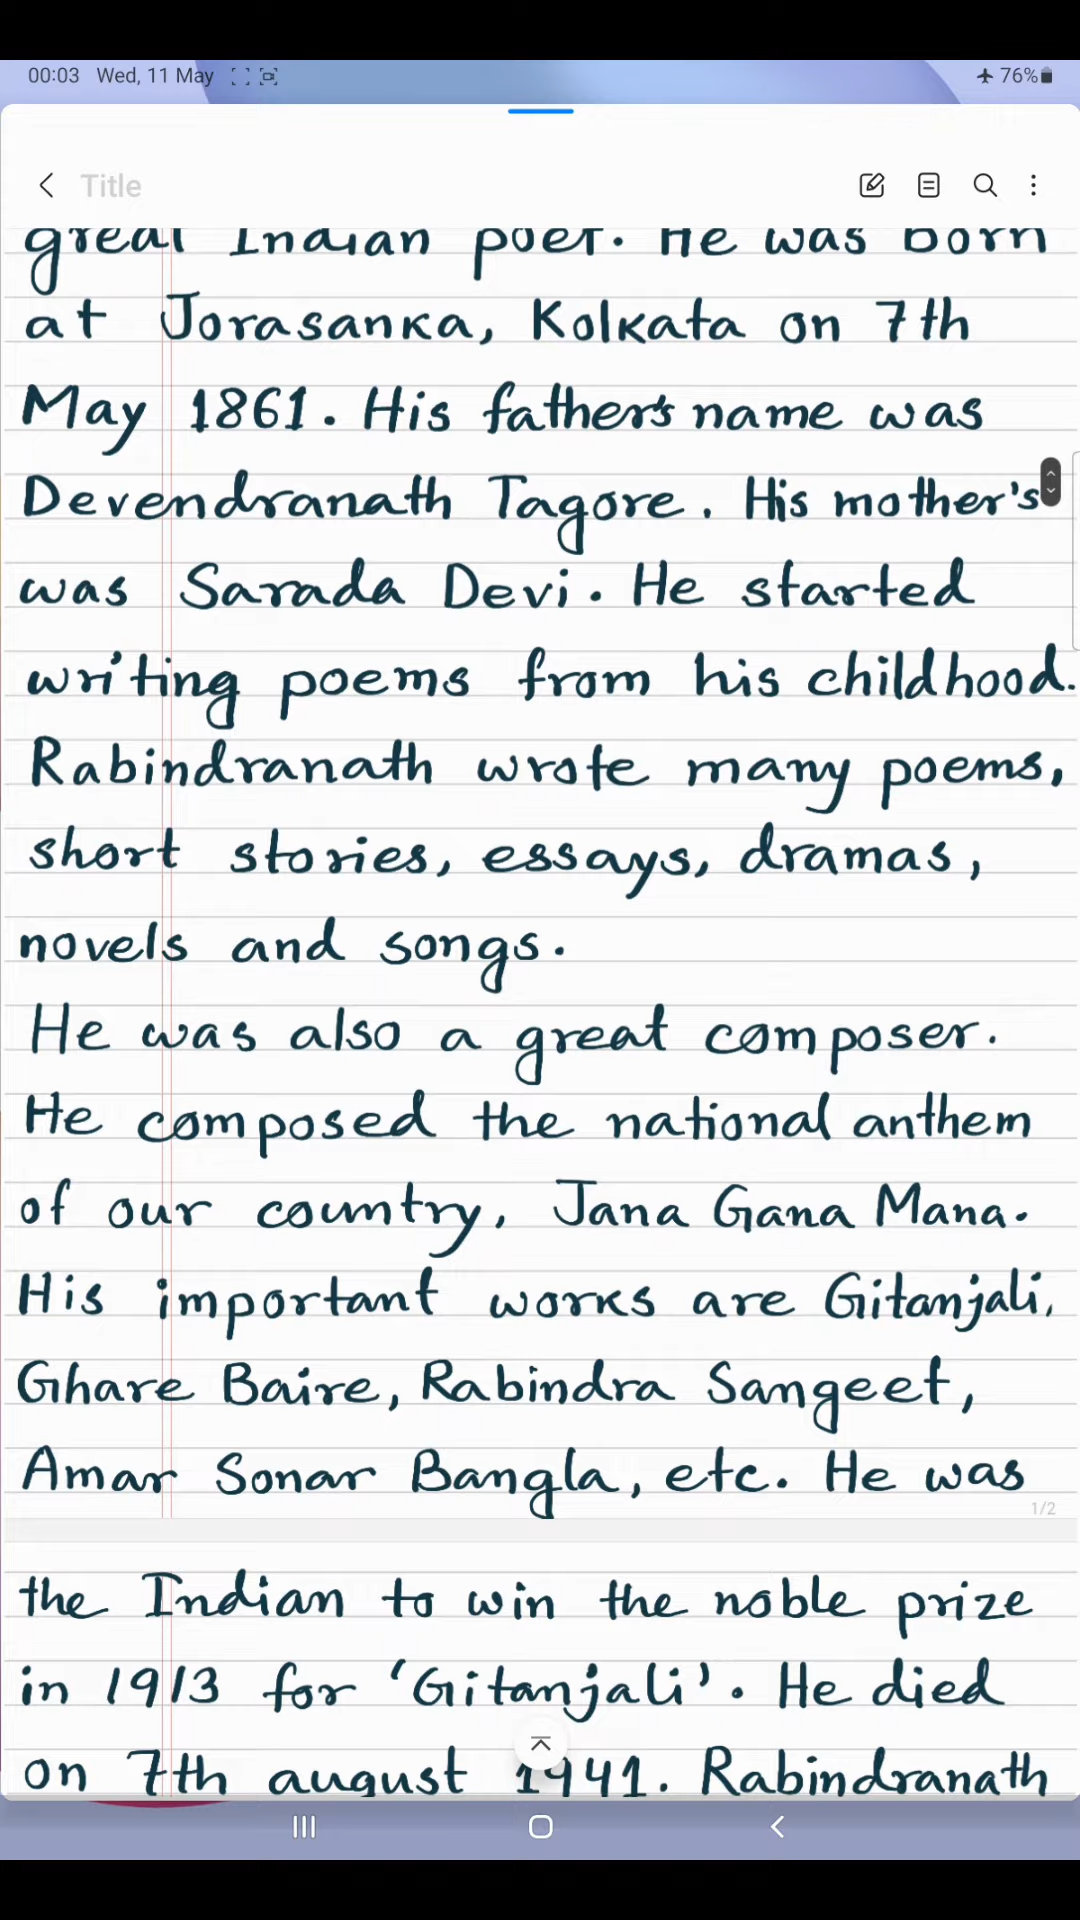 00:03 Wed, 11 May 76%
Title
great Indian poet. He was born
at Jorasanka, Kolkata on 7th
May 1861. His father's name was
Devendranath Tagore. His mother's
was Sarada Devi. He started
writing poems from his childhood.
Rabindranath wrote many poems,
short stories, essays, dramas,
novels and songs.
He was also a great composer.
He composed the national anthem
of our country, Jana Gana Mana.
His important works are Gitanjali,
Ghare Baire, Rabindra Sangeet,
Amar Sonar Bangla, etc. He was
1/2
the Indian to win the noble prize
in 1913 for 'Gitanjali'. He died
on 7th august 1941. Rabindranath